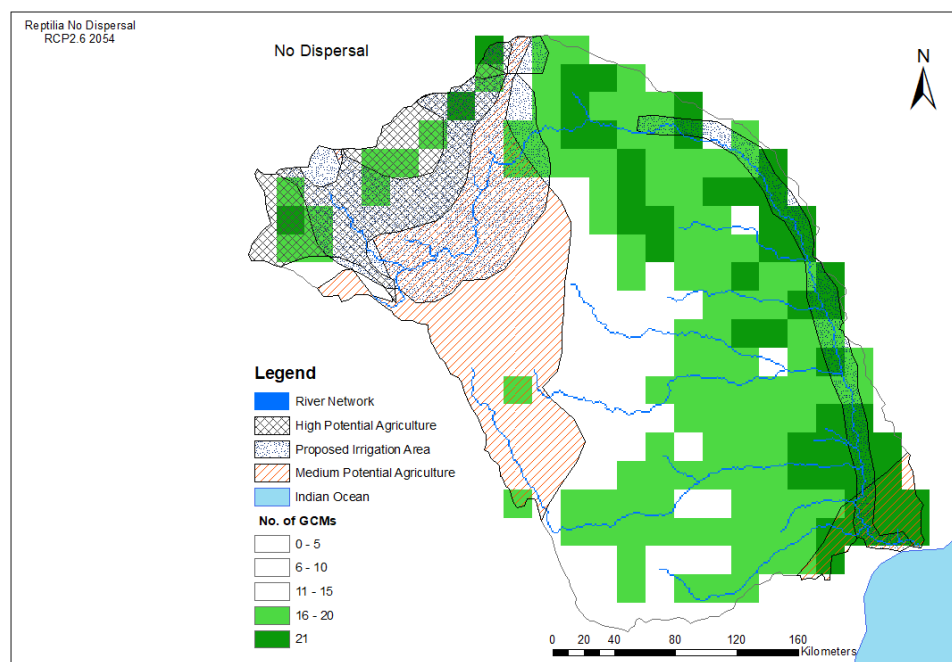 Reptilia No Dispersal
RCP2.6 2054
No Dispersal
N
Legend
River Network
High Potential Agriculture
Proposed Irrigation Area
Medium Potential Agriculture
Indian Ocean
No. of GCMs
0 - 5
6 - 10
11 - 15
16 - 20
21
0 20 40 80 120 160
Kilometers